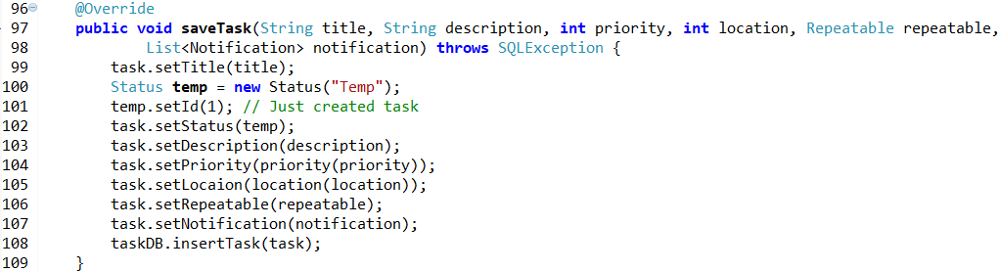 96 @Override
97 public void saveTask(String title, String description, int priority, int location, Repeatable repeatable,
98 List<Notification> notification) throws SQLException {
99 task.setTitle(title);
100 Status temp = new Status("Temp");
101 temp.setId(1); // Just created task
102 task.setStatus(temp);
103 task.setDescription(description);
104 task.setPriority(priority(priority));
105 task.setLocaion(location(location));
106 task.setRepeatable(repeatable);
107 task.setNotification(notification);
108 taskDB.insertTask(task);
109 }